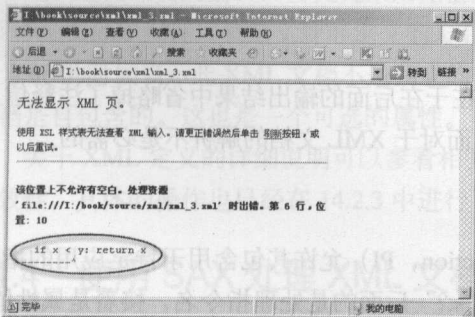 I:\book\source\xml\xml_3.xml - Microsoft Internet Explorer
文件(F) 编辑(E) 查看(V) 收藏(A) 工具(T) 帮助(H)
后退 搜索 收藏夹
地址(D) I:\book\source\xml\xml_3.xml 转到 链接 »
无法显示 XML 页。
使用 XSL 样式表无法查看 XML 输入。请更正错误然后单击 刷新按钮，或
以后重试。
该位置上不允许有空白。处理资源
'file:///I:/book/source/xml/xml_3.xml' 时出错。第 6 行，位
置: 10
if x < y: return x
完毕 我的电脑